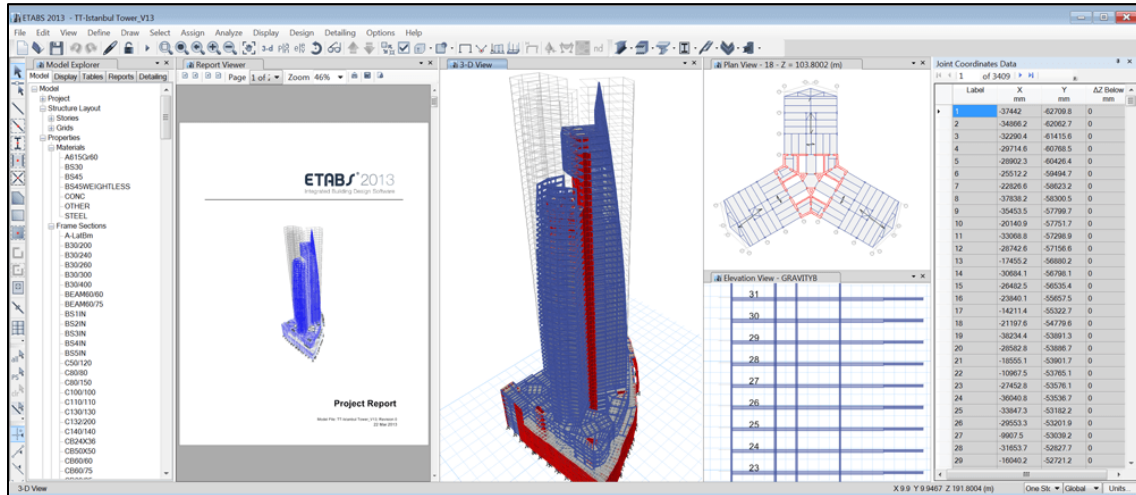 ETABS 2013 - TT-Istanbul Tower_V13
File Edit View Define Draw Select Assign Analyze Display Design Detailing Options Help
3-d
nd
Model Explorer
Model Display Tables Reports Detailing
Model
Project
Structure Layout
Stories
Grids
Properties
Materials
A615Gr60
BS30
BS45
BS45WEIGHTLESS
CONC
OTHER
STEEL
Frame Sections
A-LatBm
B30/200
B30/240
B30/260
B30/300
B30/400
BEAM60/60
BEAM60/75
BS1IN
BS2IN
BS3IN
BS4IN
BS5IN
C50/120
C80/80
C80/150
C100/100
C110/110
C130/130
C132/200
C140/140
CB24X36
CB50X50
CB60/60
CB60/75
Report Viewer
Page 1 of Zoom 46%
ETABS 2013
Integrated Building Design Software
Project Report
Model File: TT-Istanbul Tower_V13, Revision 0
22 Mar 2013
3-D View
Plan View - 18 - Z = 103.8002 (m)
Elevation View - GRAVITY8
31
30
29
28
27
26
25
24
23
Joint Coordinates Data
1 of 3409
Label X Y ΔZ Below
mm mm mm
1 -37442 -62709.8 0
2 -34866.2 -62062.7 0
3 -32290.4 -61415.6 0
4 -29714.6 -60768.5 0
5 -28902.3 -60426.4 0
6 -25512.2 -59494.7 0
7 -22826.6 -58623.2 0
8 -37838.2 -58300.5 0
9 -35453.5 -57799.7 0
10 -20140.9 -57751.7 0
11 -33068.8 -57298.9 0
12 -28742.6 -57156.6 0
13 -17455.2 -56880.2 0
14 -30684.1 -56798.1 0
15 -26482.5 -56535.4 0
16 -23840.1 -55657.5 0
17 -14211.4 -55322.7 0
18 -21197.6 -54779.6 0
19 -38234.4 -53891.3 0
20 -28582.8 -53886.7 0
21 -18555.1 -53901.7 0
22 -10967.5 -53765.1 0
23 -27452.8 -53576.1 0
24 -36040.8 -53536.7 0
25 -33847.3 -53182.2 0
26 -29553.3 -53201.9 0
27 -9907.5 -53039.2 0
28 -31653.7 -52827.7 0
29 -16040.2 -52721.2 0
3-D View
X 9.9 Y 9.9467 Z 191.8004 (m)
One Stc Global Units...